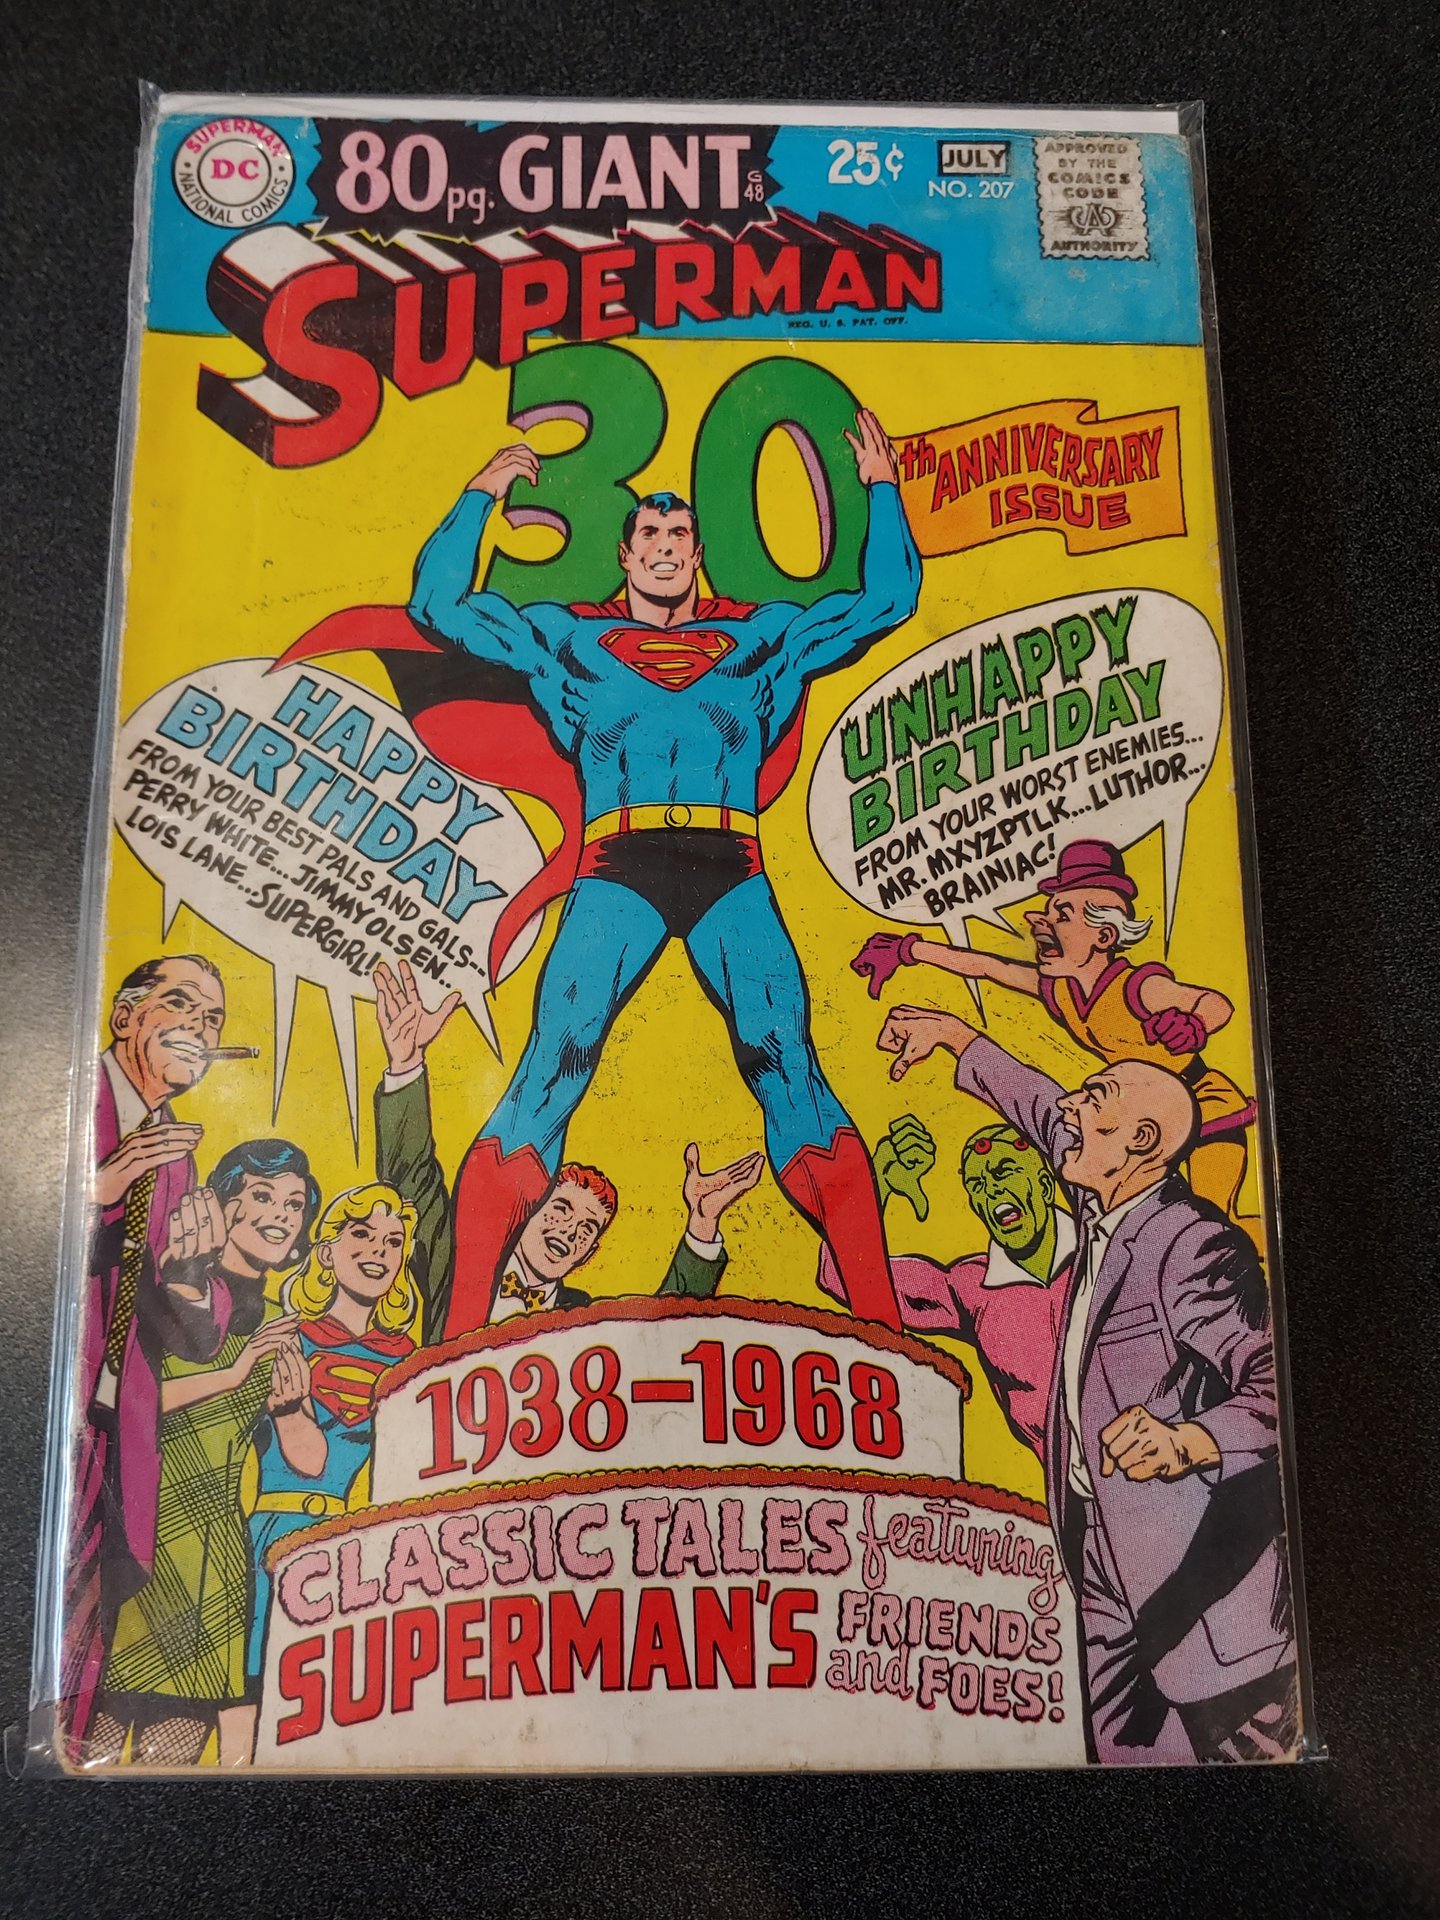 SUPERMAN
DC
NATIONAL COMICS
80pg. GIANT
G
48
25¢
JULY
NO. 207
APPROVED
BY THE
COMICS
CODE
CA
AUTHORITY
SUPERMAN
REG. U. S. PAT. OFF.
30
th ANNIVERSARY
ISSUE
HAPPY
BIRTHDAY
FROM YOUR BEST PALS AND GALS--
PERRY WHITE... JIMMY OLSEN..
LOIS LANE...SUPERGIRL!
UNHAPPY
BIRTHDAY
FROM YOUR WORST ENEMIES...
MR. MXYZPTLK...LUTHOR...
BRAINIAC!
1938-1968
CLASSIC TALES featuring
SUPERMAN'S FRIENDS
and FOES!